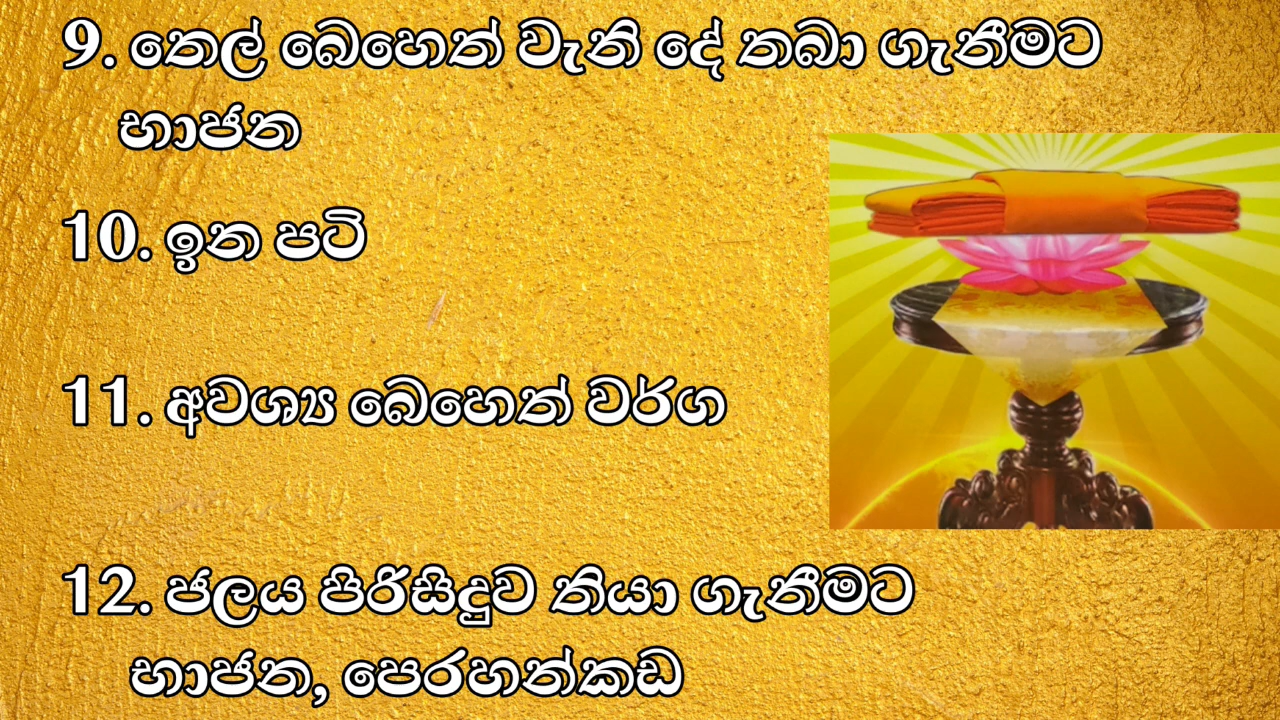 9. තෙල් බෙහෙත් වැනි දේ තබා ගැනීමට
භාජන
10. ඉන පටි
11. අවශ්‍ය බෙහෙත් වර්ග
12. ජලය පිරිසිදුව තියා ගැනීමට
භාජන, පෙරහන්කඩ